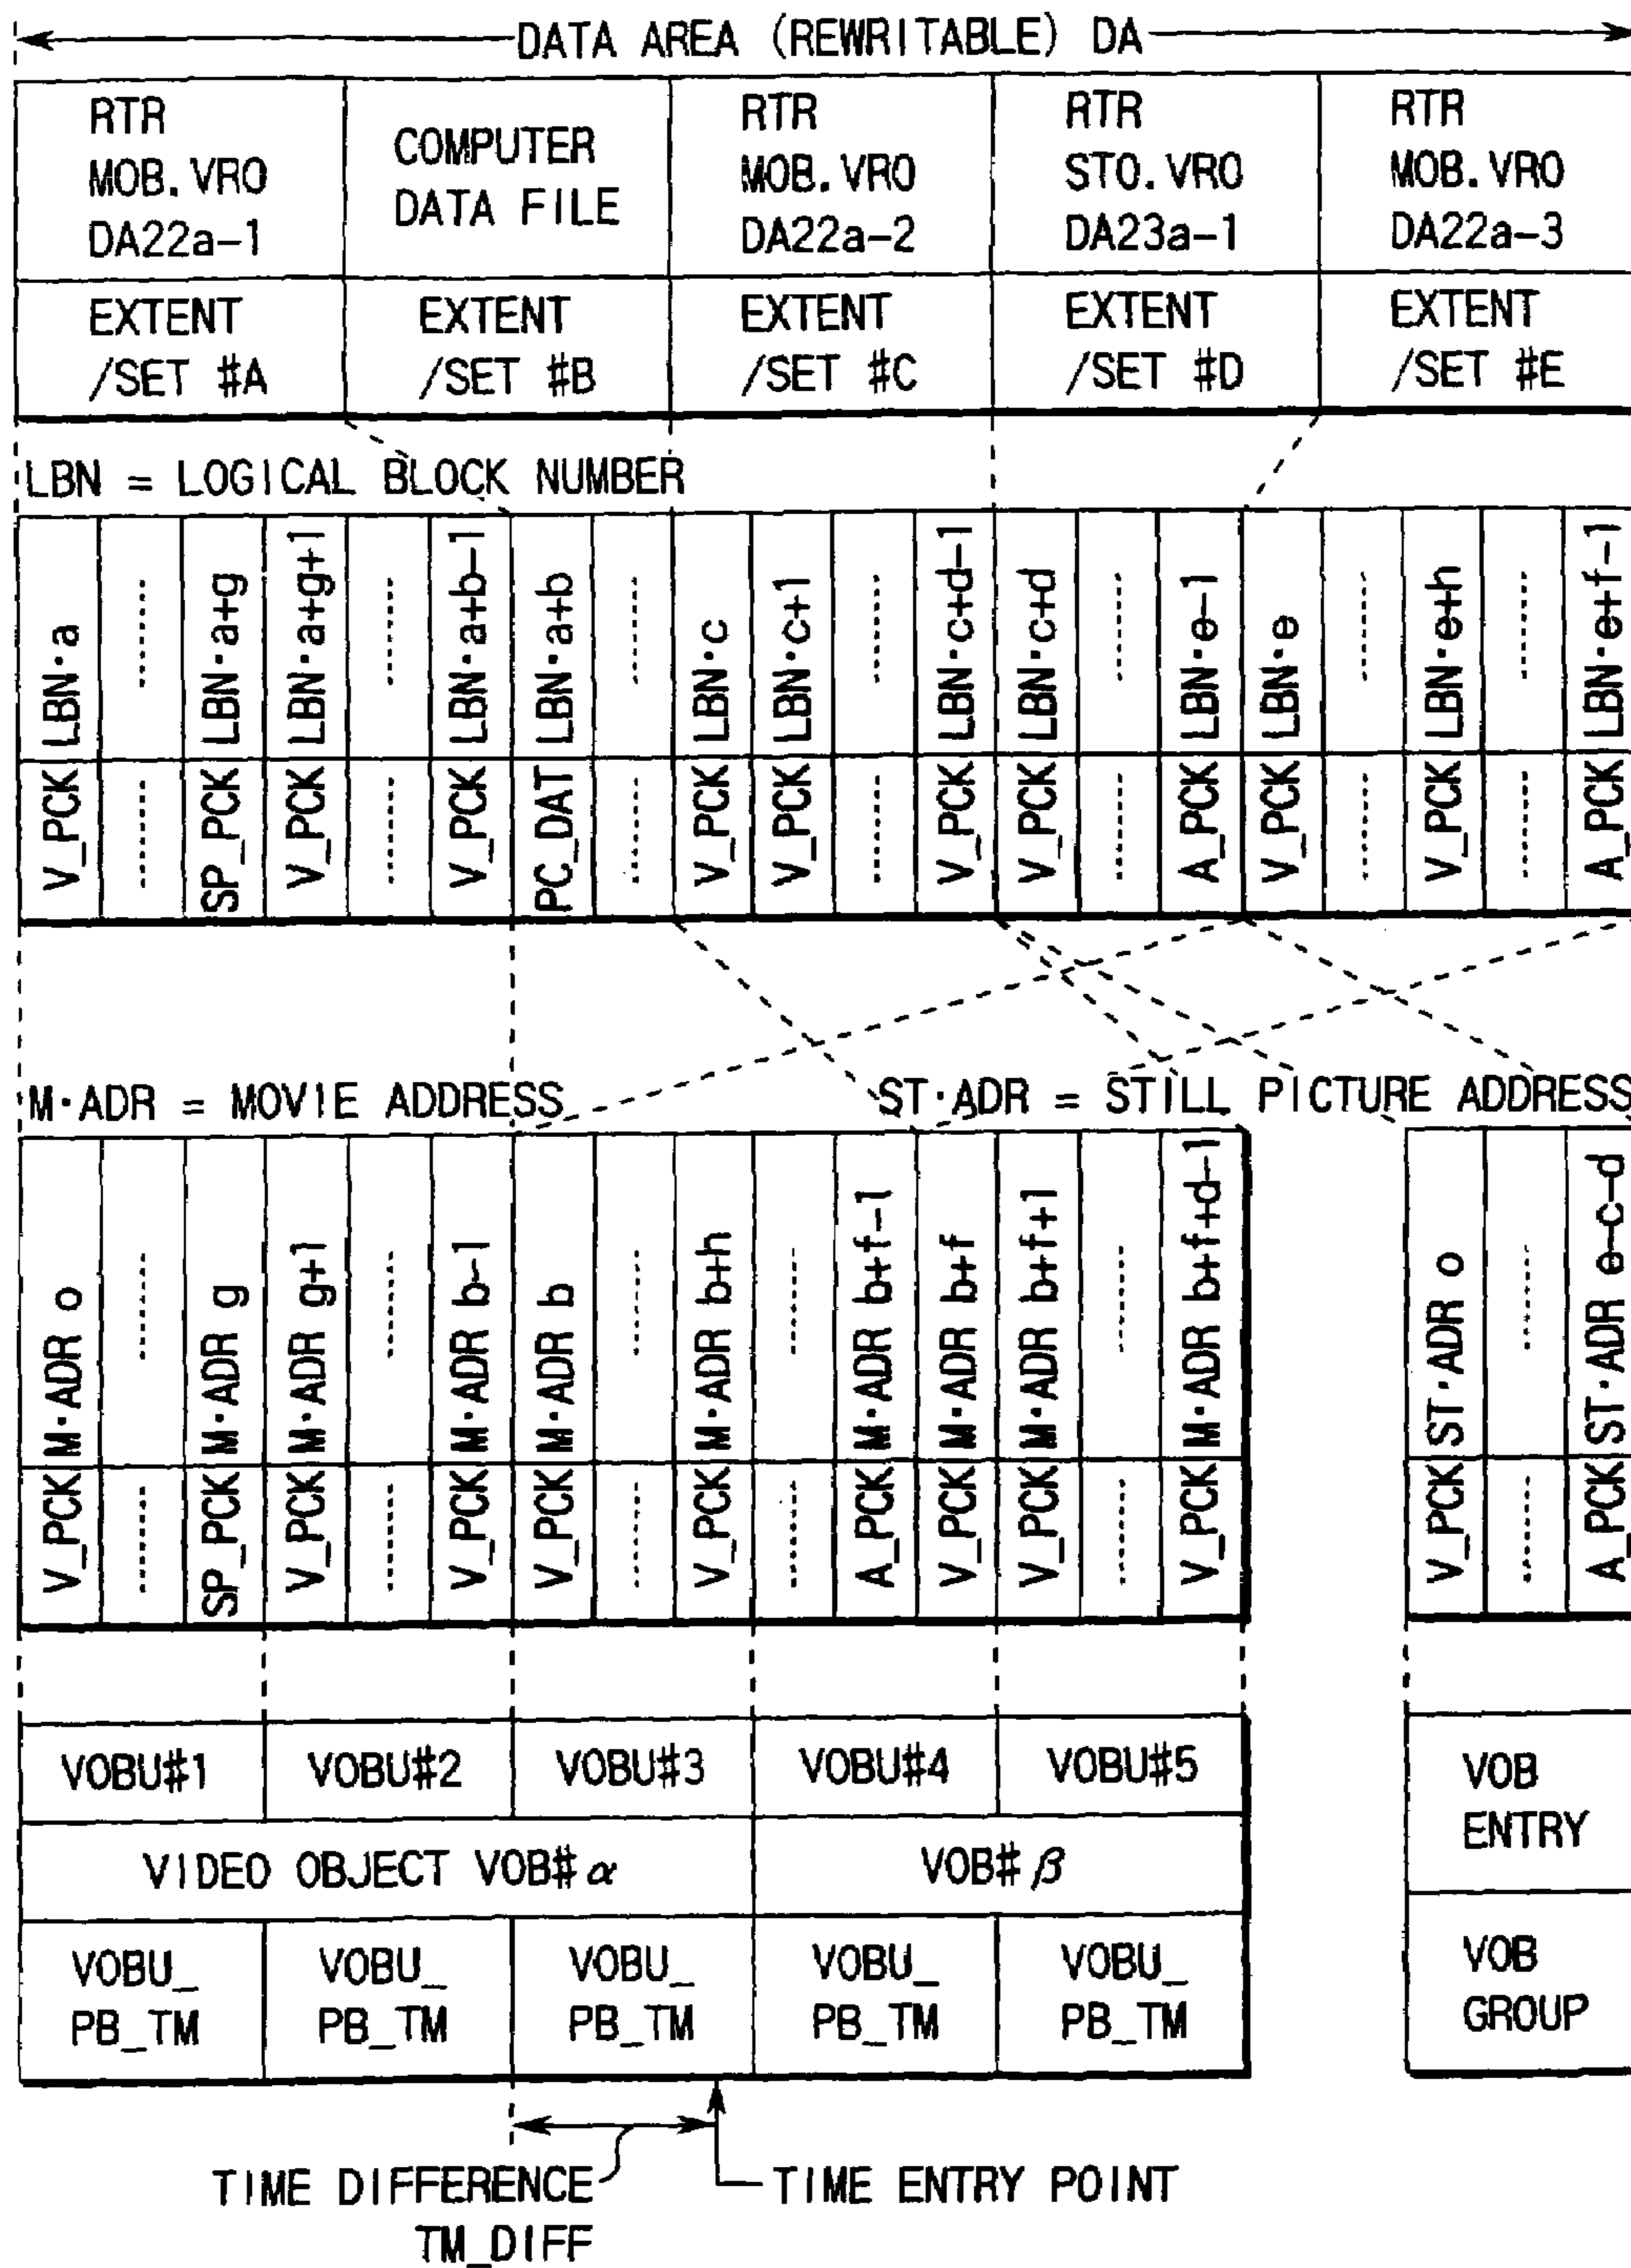 DATA AREA (REWRITABLE) DA
RTR
MOB.VRO
DA22a-1
COMPUTER
DATA FILE
RTR
MOB.VRO
DA22a-2
RTR
STO.VRO
DA23a-1
RTR
MOB.VRO
DA22a-3
EXTENT
/SET #A
EXTENT
/SET #B
EXTENT
/SET #C
EXTENT
/SET #D
EXTENT
/SET #E
LBN = LOGICAL BLOCK NUMBER
LBN·a
LBN·a+g
LBN·a+g+1
LBN·a+b-1
LBN·a+b
LBN·c
LBN·c+1
LBN·c+d-1
LBN·c+d
LBN·e-1
LBN·e
LBN·e+h
LBN·e+f-1
V_PCK
SP_PCK
V_PCK
V_PCK
PC_DAT
V_PCK
V_PCK
V_PCK
V_PCK
A_PCK
V_PCK
V_PCK
A_PCK
M·ADR = MOVIE ADDRESS
ST·ADR = STILL PICTURE ADDRESS
M·ADR o
M·ADR g
M·ADR g+1
M·ADR b-1
M·ADR b
M·ADR b+h
M·ADR b+f-1
M·ADR b+f
M·ADR b+f+1
M·ADR b+f+d-1
ST·ADR o
ST·ADR e-c-d
V_PCK
SP_PCK
V_PCK
V_PCK
V_PCK
V_PCK
A_PCK
V_PCK
V_PCK
V_PCK
V_PCK
A_PCK
VOBU#1
VOBU#2
VOBU#3
VOBU#4
VOBU#5
VOB
ENTRY
VIDEO OBJECT VOB#α
VOB#β
VOBU_
PB_TM
VOBU_
PB_TM
VOBU_
PB_TM
VOBU_
PB_TM
VOBU_
PB_TM
VOB
GROUP
TIME DIFFERENCE
TM_DIFF
TIME ENTRY POINT